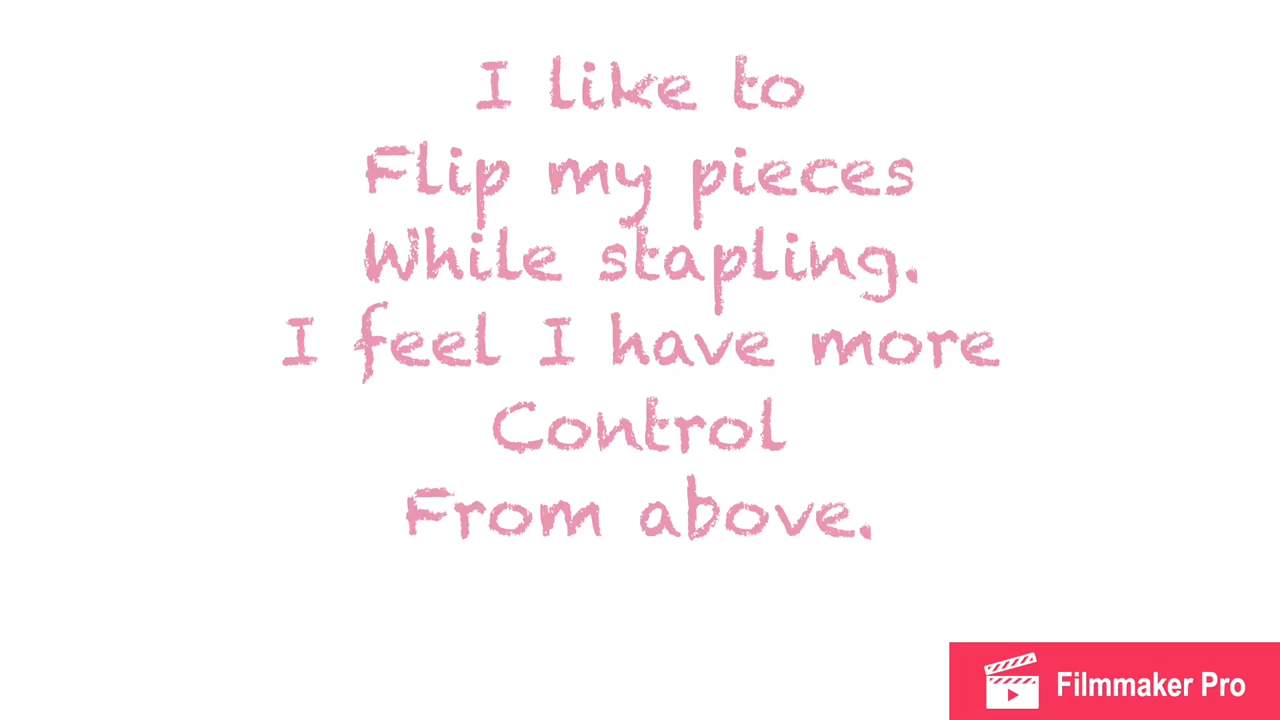 I like to
Flip my pieces
While stapling.
I feel I have more
Control
From above.
Filmmaker Pro